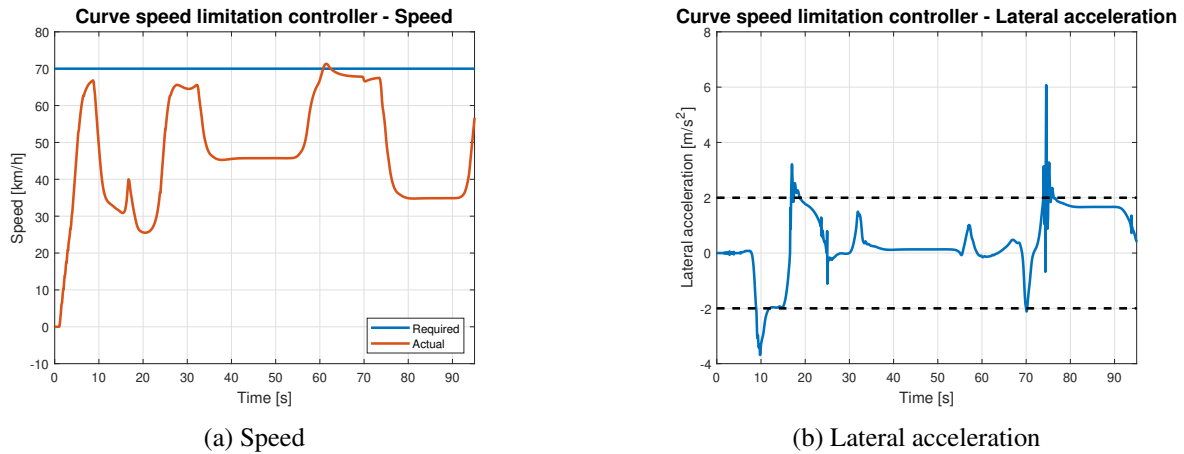 Curve speed limitation controller - Speed
80
70
60
50
40
30
20
10
0
-10
Speed [km/h]
Required
Actual
0 10 20 30 40 50 60 70 80 90
Time [s]
(a) Speed
Curve speed limitation controller - Lateral acceleration
8
6
4
2
0
-2
-4
Lateral acceleration [m/s²]
0 10 20 30 40 50 60 70 80 90
Time [s]
(b) Lateral acceleration